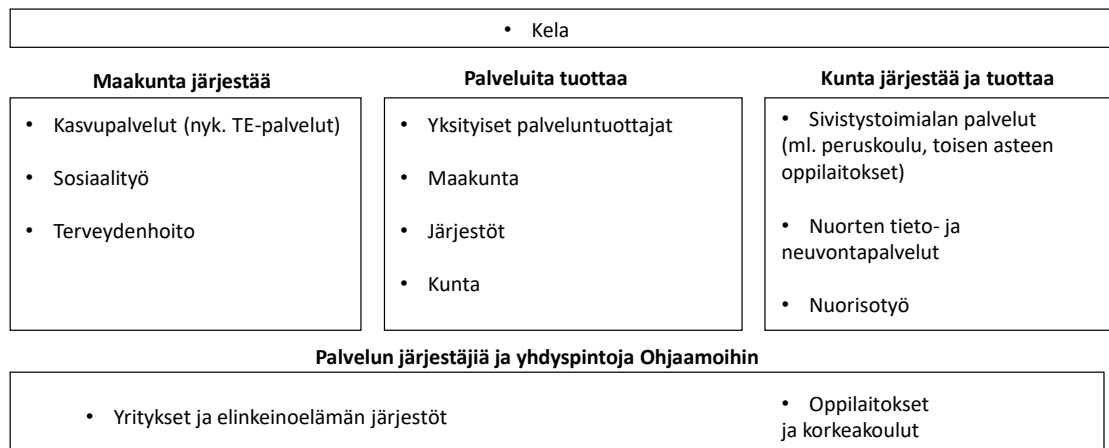 • Kela
Maakunta järjestää
• Kasvupalvelut (nyk. TE-palvelut)
• Sosiaalityö
• Terveydenhoito
Palveluita tuottaa
• Yksityiset palveluntuottajat
• Maakunta
• Järjestöt
• Kunta
Kunta järjestää ja tuottaa
• Sivistystoimialan palvelut
(ml. peruskoulu, toisen asteen
oppilaitokset)
• Nuorten tieto- ja
neuvontapalvelut
• Nuorisotyö
Palvelun järjestäjiä ja yhdyspintoja Ohjaamoihin
• Yritykset ja elinkeinoelämän järjestöt
• Oppilaitokset
ja korkeakoulut